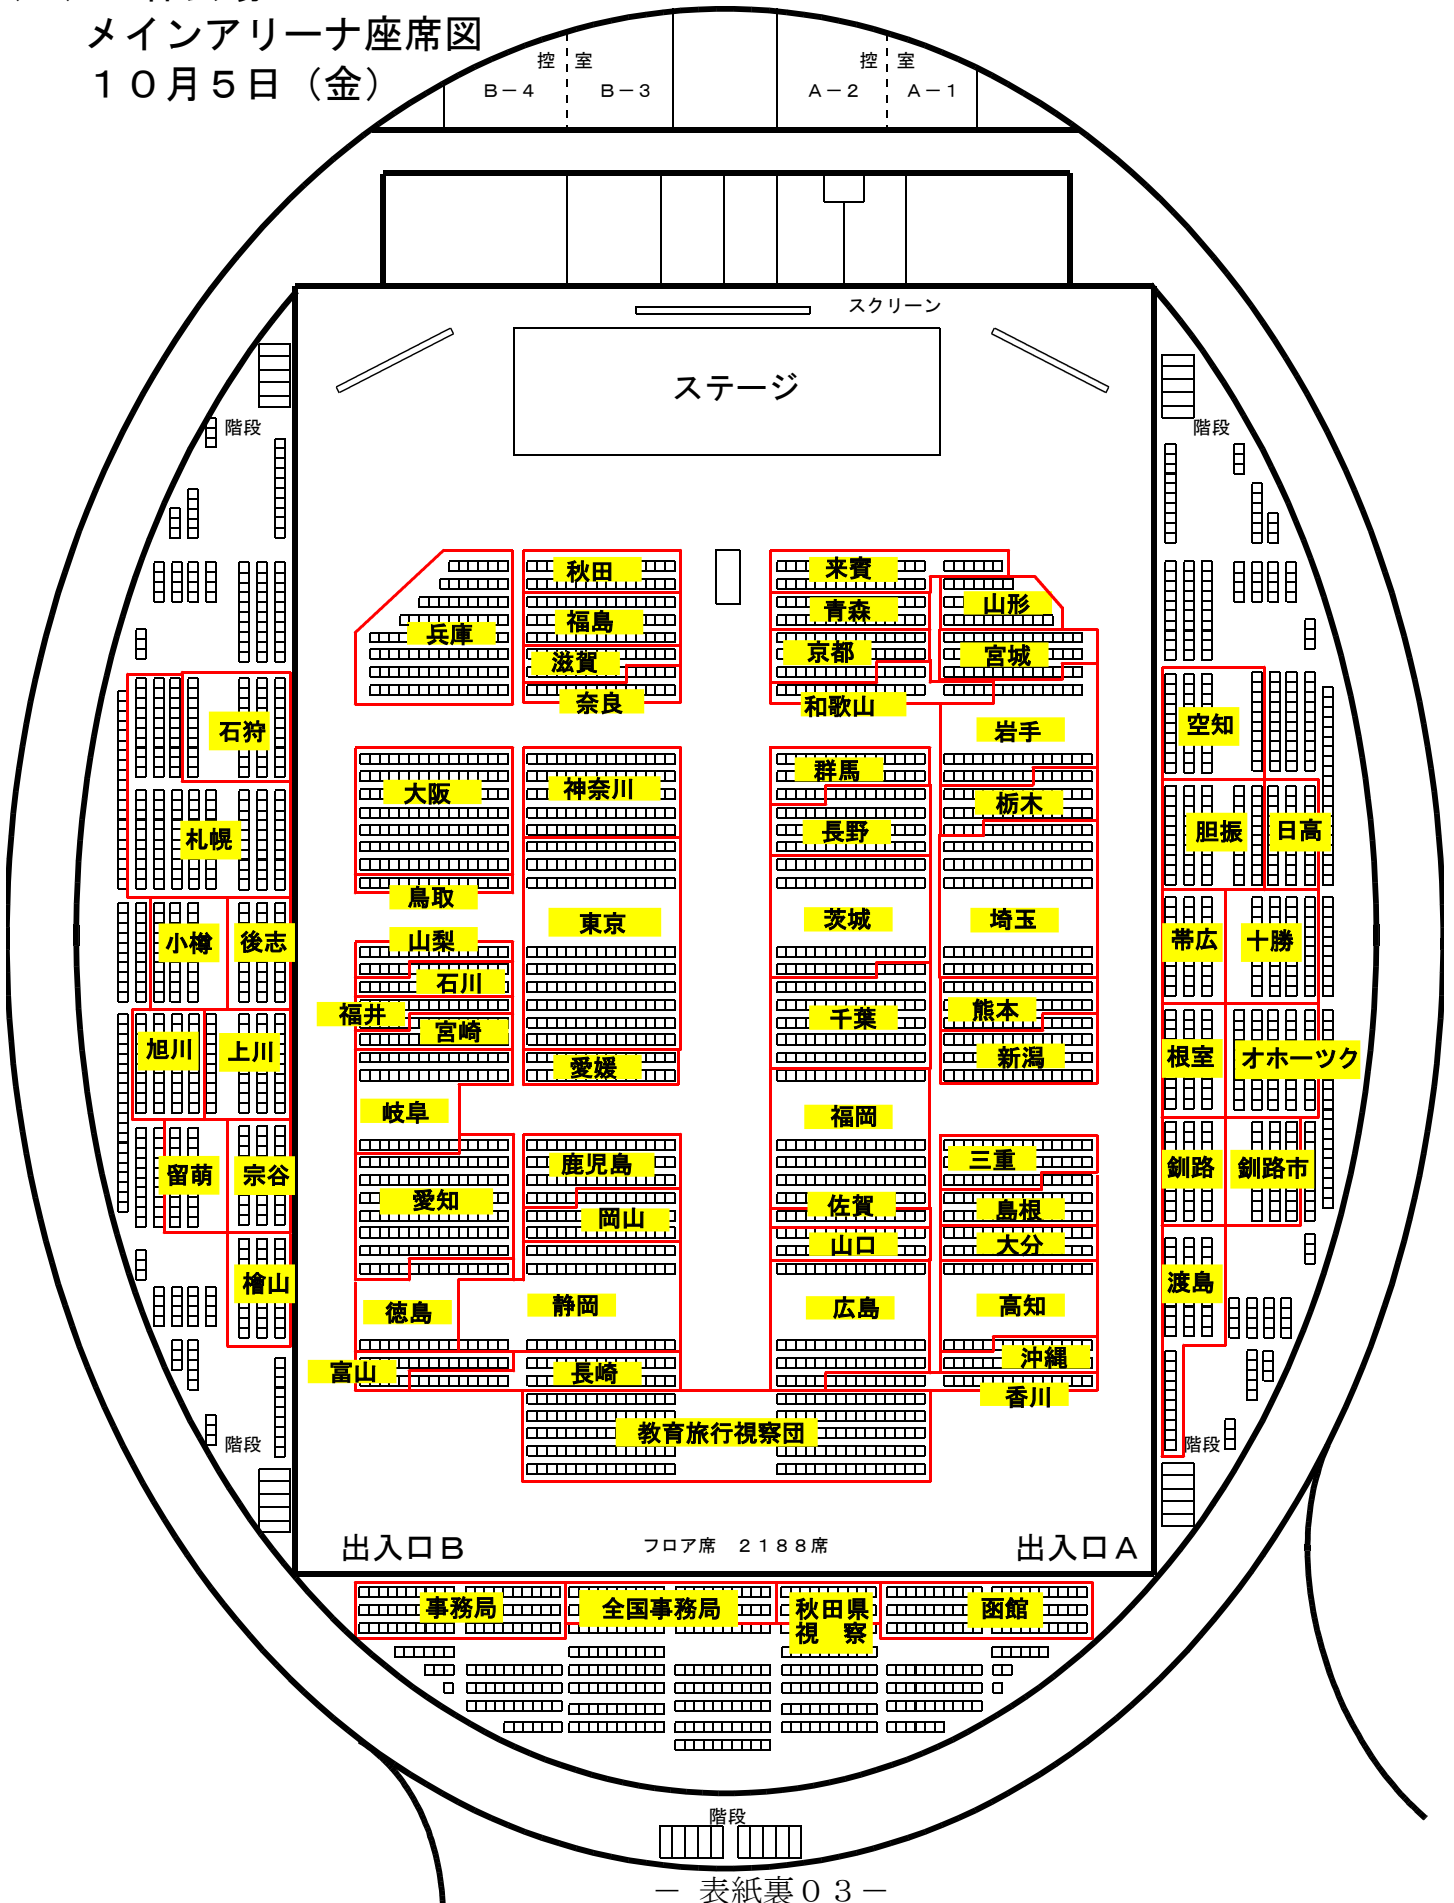 メインアリーナ座席図
１０月５日（金）
控　室
Ｂ－４　Ｂ－３
控　室
Ａ－２　Ａ－１
スクリーン
ステージ
階段
階段
秋田
来賓
福島
青森
山形
兵庫
滋賀
京都
宮城
奈良
和歌山
石狩
岩手
空知
大阪
神奈川
群馬
栃木
札幌
長野
胆振
日高
鳥取
東京
茨城
埼玉
小樽
後志
山梨
帯広
十勝
石川
福井
宮崎
千葉
熊本
旭川
上川
愛媛
新潟
根室
オホーツク
岐阜
福岡
留萌
宗谷
鹿児島
三重
釧路
釧路市
愛知
岡山
佐賀
島根
山口
大分
檜山
徳島
静岡
広島
高知
渡島
富山
長崎
沖縄
香川
教育旅行視察団
階段
階段
出入口Ｂ
フロア席　２１８８席
出入口Ａ
事務局
全国事務局
秋田県
視　察
函館
階段
－ 表紙裏０３－